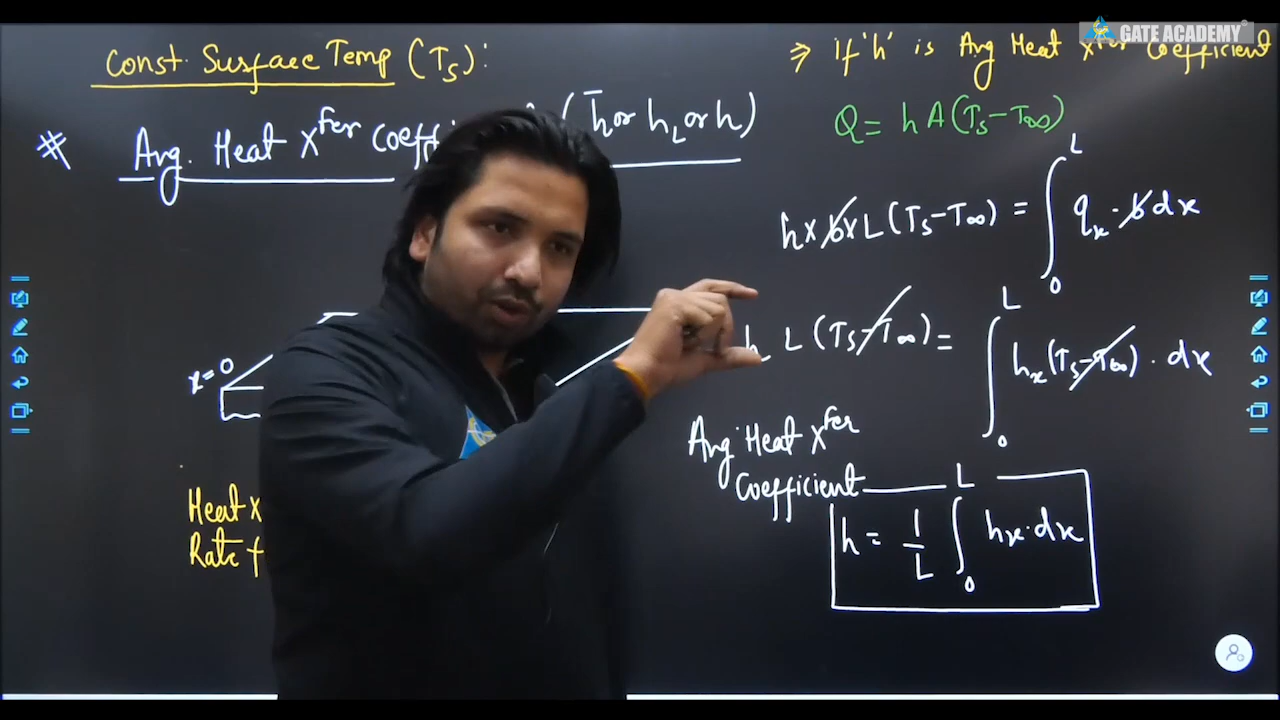 GATE ACADEMY
Const. Surface Temp (Ts):
* Avg. Heat Xfer Coeff (h̄ or hL or h)
x=0
Heat X
Rate f
⇒ If 'h' is Avg Heat Xfer Coefficient
Q = h A (Ts - T∞)
h x b x L (Ts - T∞) = ∫₀ᴸ qx · b dx
h L (Ts - T∞) = ∫₀ᴸ hx (Ts - T∞) · dx
Avg. Heat Xfer
Coefficient
h = 1/L ∫₀ᴸ hx · dx